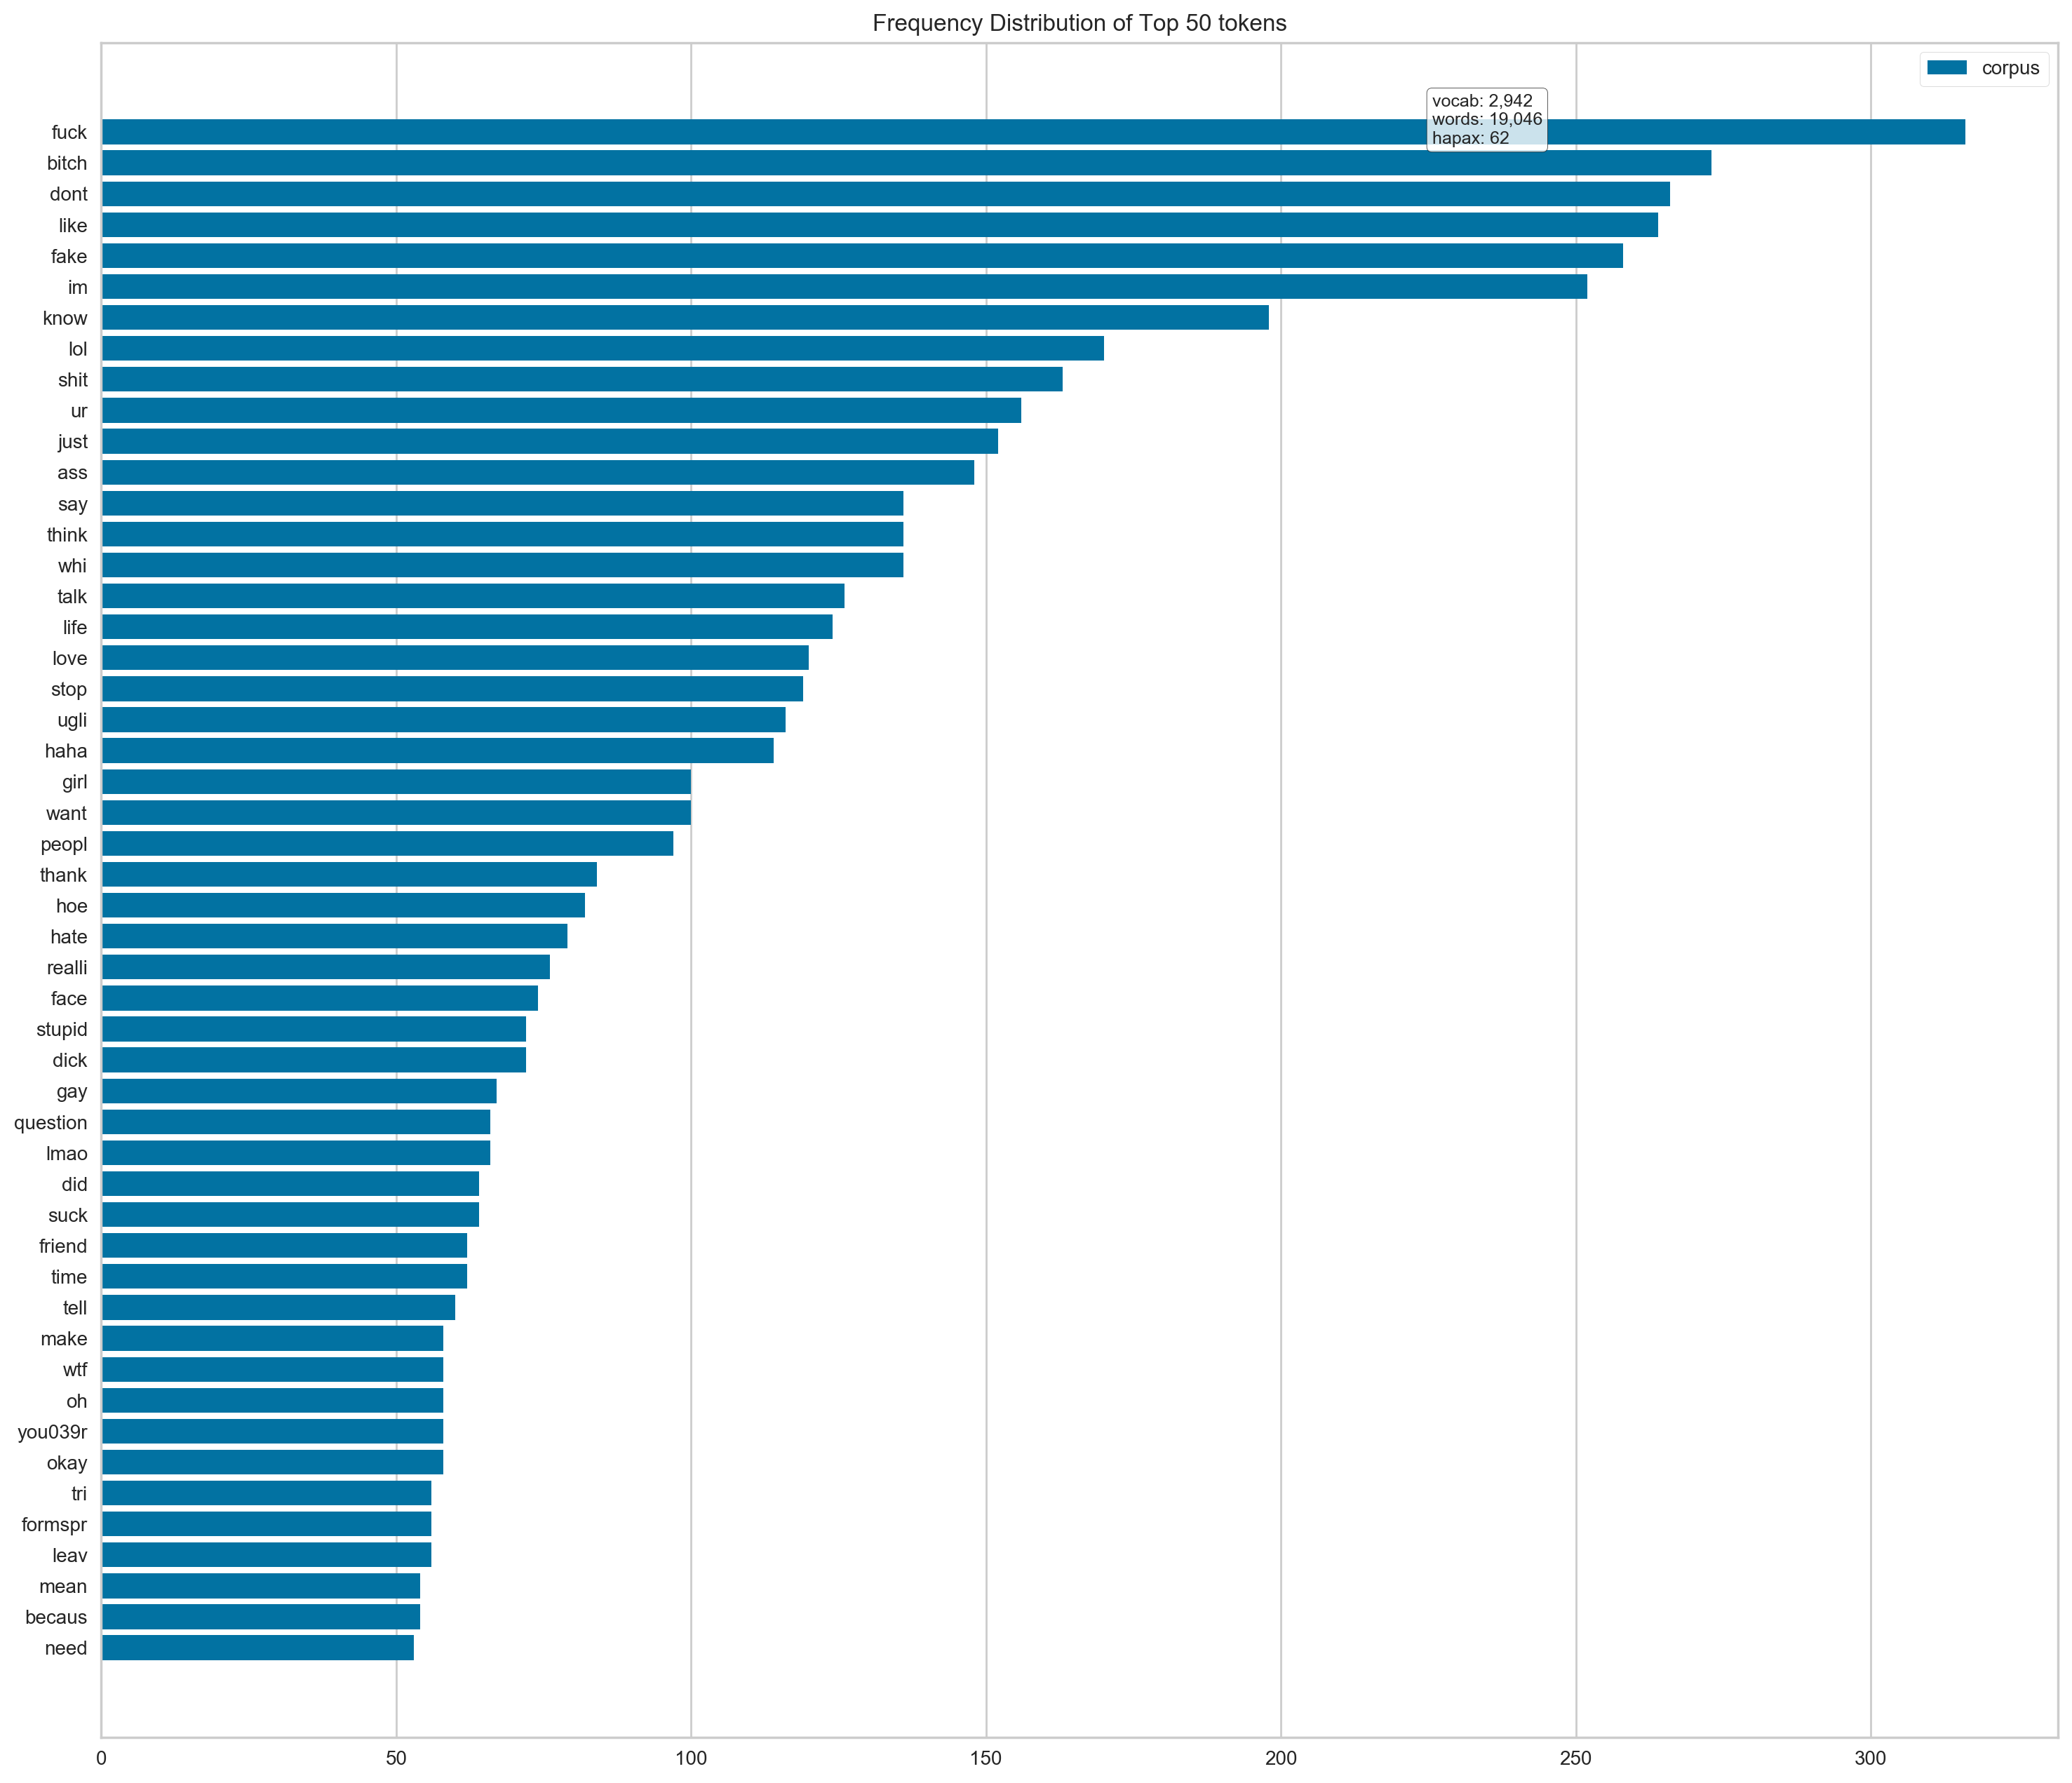 Frequency Distribution of Top 50 tokens
corpus
vocab: 2,942
words: 19,046
hapax: 62
fuck
bitch
dont
like
fake
im
know
lol
shit
ur
just
ass
say
think
whi
talk
life
love
stop
ugli
haha
girl
want
peopl
thank
hoe
hate
realli
face
stupid
dick
gay
question
lmao
did
suck
friend
time
tell
make
wtf
oh
you039r
okay
tri
formspr
leav
mean
becaus
need
0 50 100 150 200 250 300